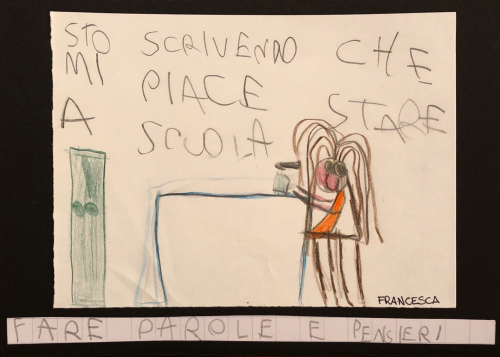 STO SCRIVENDO CHE
MI PIACE STARE
A SCUOLA
FRANCESCA
FARE PAROLE E PENSIERI